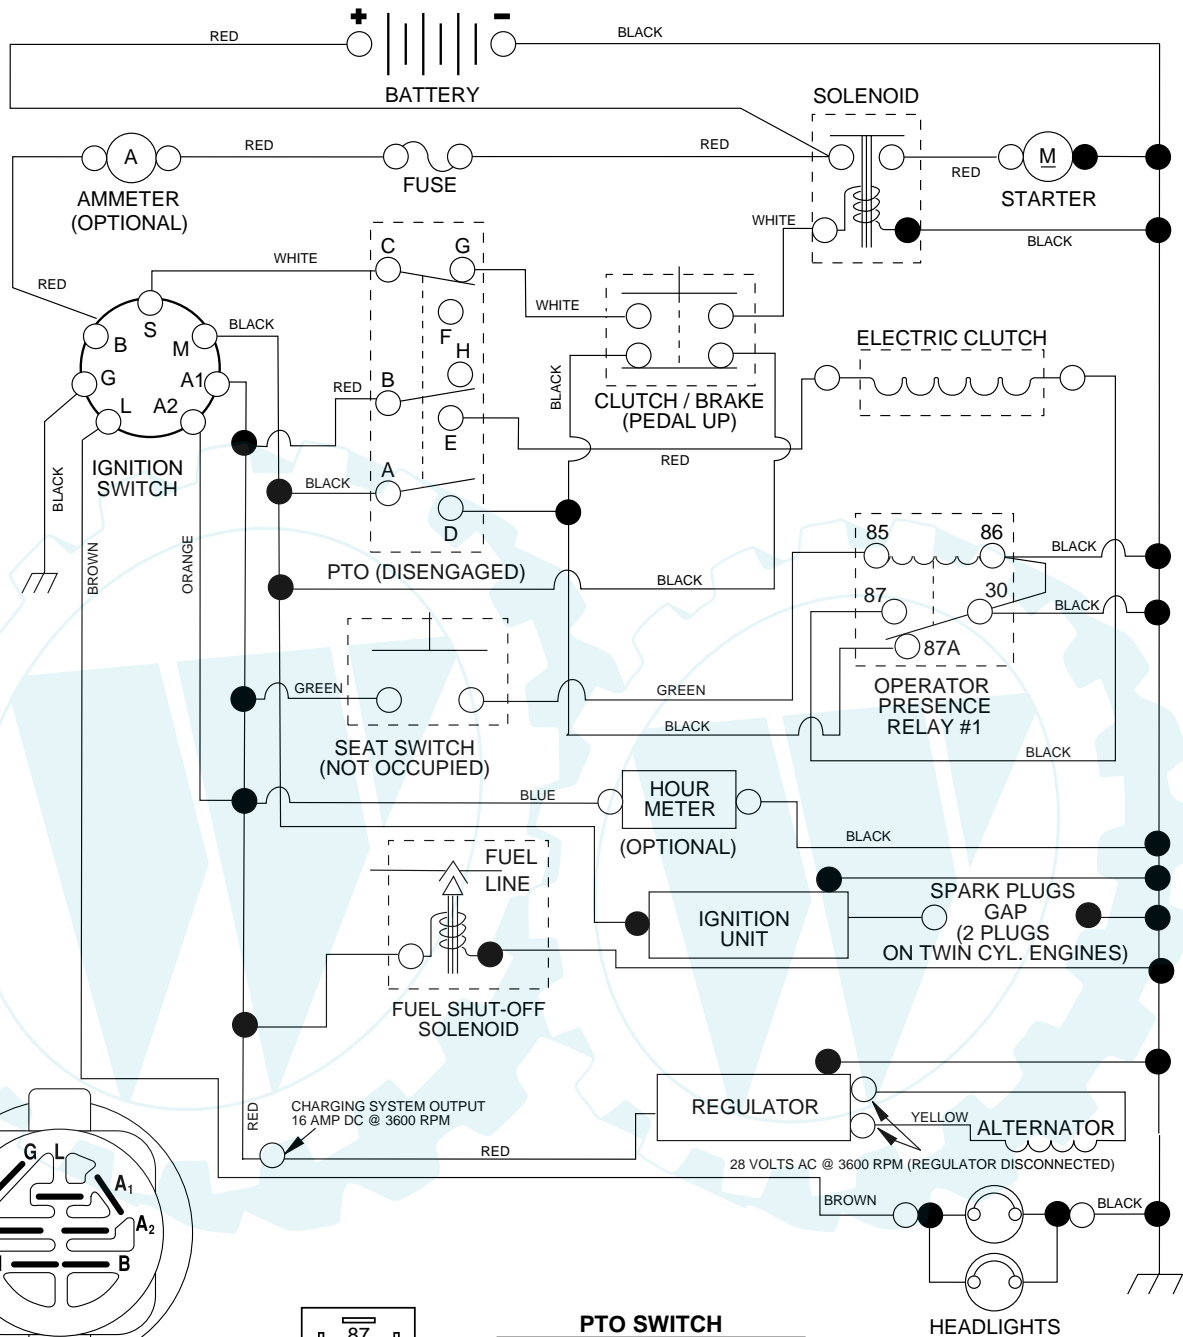 + -
RED
BLACK
BATTERY
SOLENOID
A
RED
RED
M
RED
FUSE
AMMETER
(OPTIONAL)
STARTER
WHITE
BLACK
C G
WHITE
RED
WHITE
S
B M
BLACK
F
ELECTRIC CLUTCH
H
G A1
B
RED
L A2
BLACK
CLUTCH / BRAKE
(PEDAL UP)
E
RED
IGNITION
SWITCH
BLACK
A
BLACK
D
85 86
BLACK
BROWN
ORANGE
PTO (DISENGAGED)
BLACK
87 30
BLACK
87A
GREEN
GREEN
OPERATOR
PRESENCE
RELAY #1
BLACK
BLACK
SEAT SWITCH
(NOT OCCUPIED)
BLUE
HOUR
METER
(OPTIONAL)
BLACK
FUEL
LINE
IGNITION
UNIT
SPARK PLUGS
GAP
(2 PLUGS
ON TWIN CYL. ENGINES)
FUEL SHUT-OFF
SOLENOID
RED
CHARGING SYSTEM OUTPUT
16 AMP DC @ 3600 RPM
REGULATOR
YELLOW
ALTERNATOR
RED
28 VOLTS AC @ 3600 RPM (REGULATOR DISCONNECTED)
G L
A1
A2
B
BROWN
BLACK
87
PTO SWITCH
HEADLIGHTS